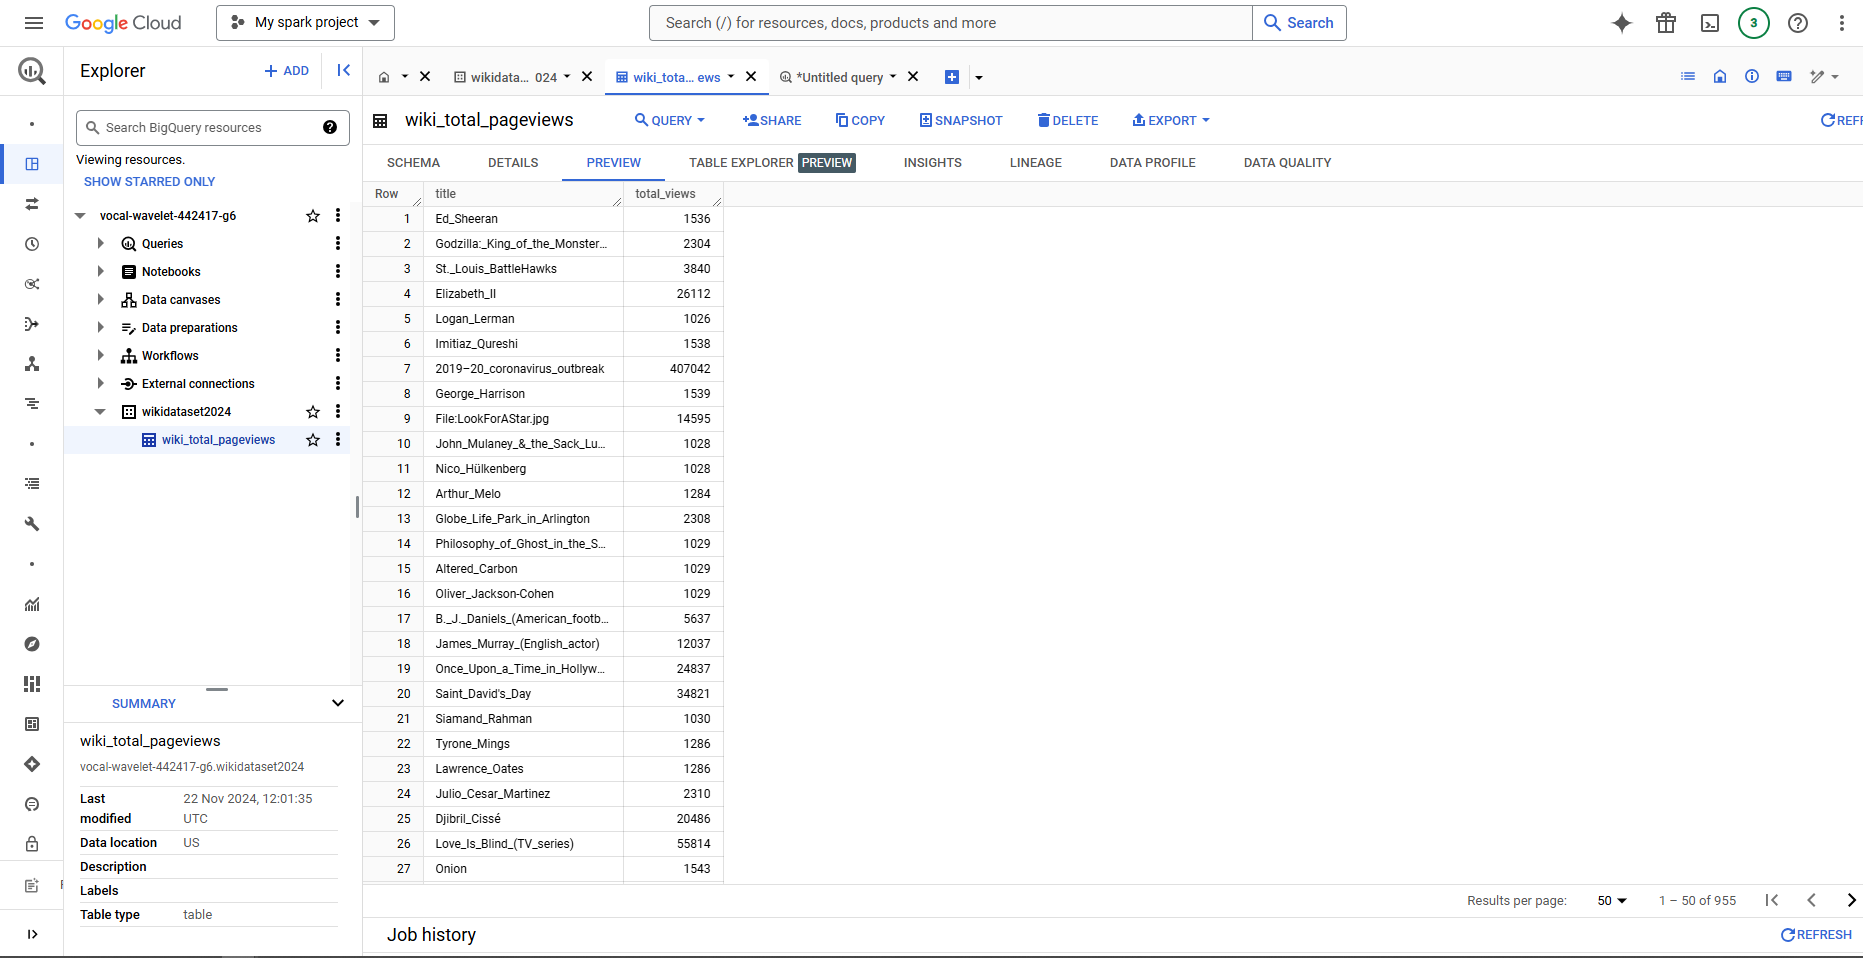 Google Cloud
My spark project
Search (/) for resources, docs, products and more
Search
3
Explorer
ADD
wikidata... 024
wiki_tota... ews
*Untitled query
Search BigQuery resources
Viewing resources.
SHOW STARRED ONLY
vocal-wavelet-442417-g6
Queries
Notebooks
Data canvases
Data preparations
Workflows
External connections
wikidataset2024
wiki_total_pageviews
SUMMARY
wiki_total_pageviews
vocal-wavelet-442417-g6.wikidataset2024
Last modified 22 Nov 2024, 12:01:35 UTC
Data location US
Description
Labels
Table type table
wiki_total_pageviews
QUERY SHARE COPY SNAPSHOT DELETE EXPORT REFR
SCHEMA DETAILS PREVIEW TABLE EXPLORER PREVIEW INSIGHTS LINEAGE DATA PROFILE DATA QUALITY
Row title total_views
1 Ed_Sheeran 1536
2 Godzilla:_King_of_the_Monster... 2304
3 St._Louis_BattleHawks 3840
4 Elizabeth_II 26112
5 Logan_Lerman 1026
6 Imitiaz_Qureshi 1538
7 2019–20_coronavirus_outbreak 407042
8 George_Harrison 1539
9 File:LookForAStar.jpg 14595
10 John_Mulaney_&_the_Sack_Lu... 1028
11 Nico_Hülkenberg 1028
12 Arthur_Melo 1284
13 Globe_Life_Park_in_Arlington 2308
14 Philosophy_of_Ghost_in_the_S... 1029
15 Altered_Carbon 1029
16 Oliver_Jackson-Cohen 1029
17 B._J._Daniels_(American_footb... 5637
18 James_Murray_(English_actor) 12037
19 Once_Upon_a_Time_in_Hollyw... 24837
20 Saint_David's_Day 34821
21 Siamand_Rahman 1030
22 Tyrone_Mings 1286
23 Lawrence_Oates 1286
24 Julio_Cesar_Martinez 2310
25 Djibril_Cissé 20486
26 Love_Is_Blind_(TV_series) 55814
27 Onion 1543
Results per page: 50 1 – 50 of 955
Job history
REFRESH